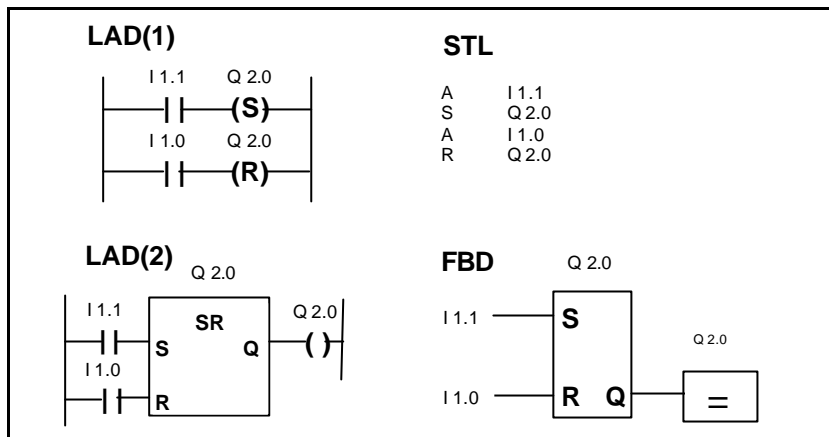 LAD(1)
I 1.1 Q 2.0
(S)
I 1.0 Q 2.0
(R)
STL
A I 1.1
S Q 2.0
A I 1.0
R Q 2.0
LAD(2)
Q 2.0
I 1.1
SR
Q 2.0
S Q ( )
I 1.0
R
FBD
Q 2.0
I 1.1 S
Q 2.0
I 1.0 R Q =